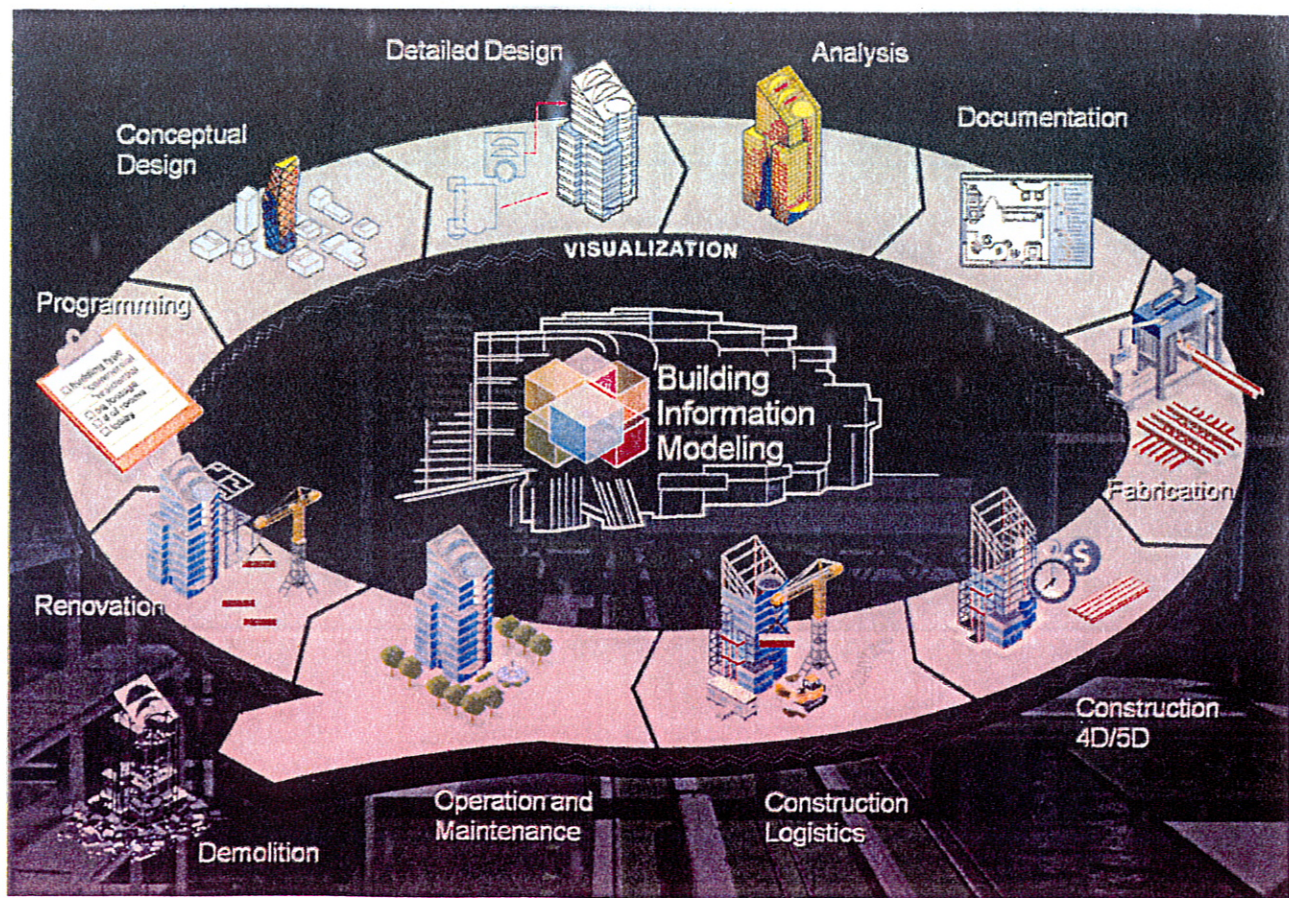 Detailed Design
Analysis
Documentation
Conceptual
Design
VISUALIZATION
Programming
Building
Information
Modeling
Fabrication
Renovation
Construction
4D/5D
Operation and
Maintenance
Construction
Logistics
Demolition
$